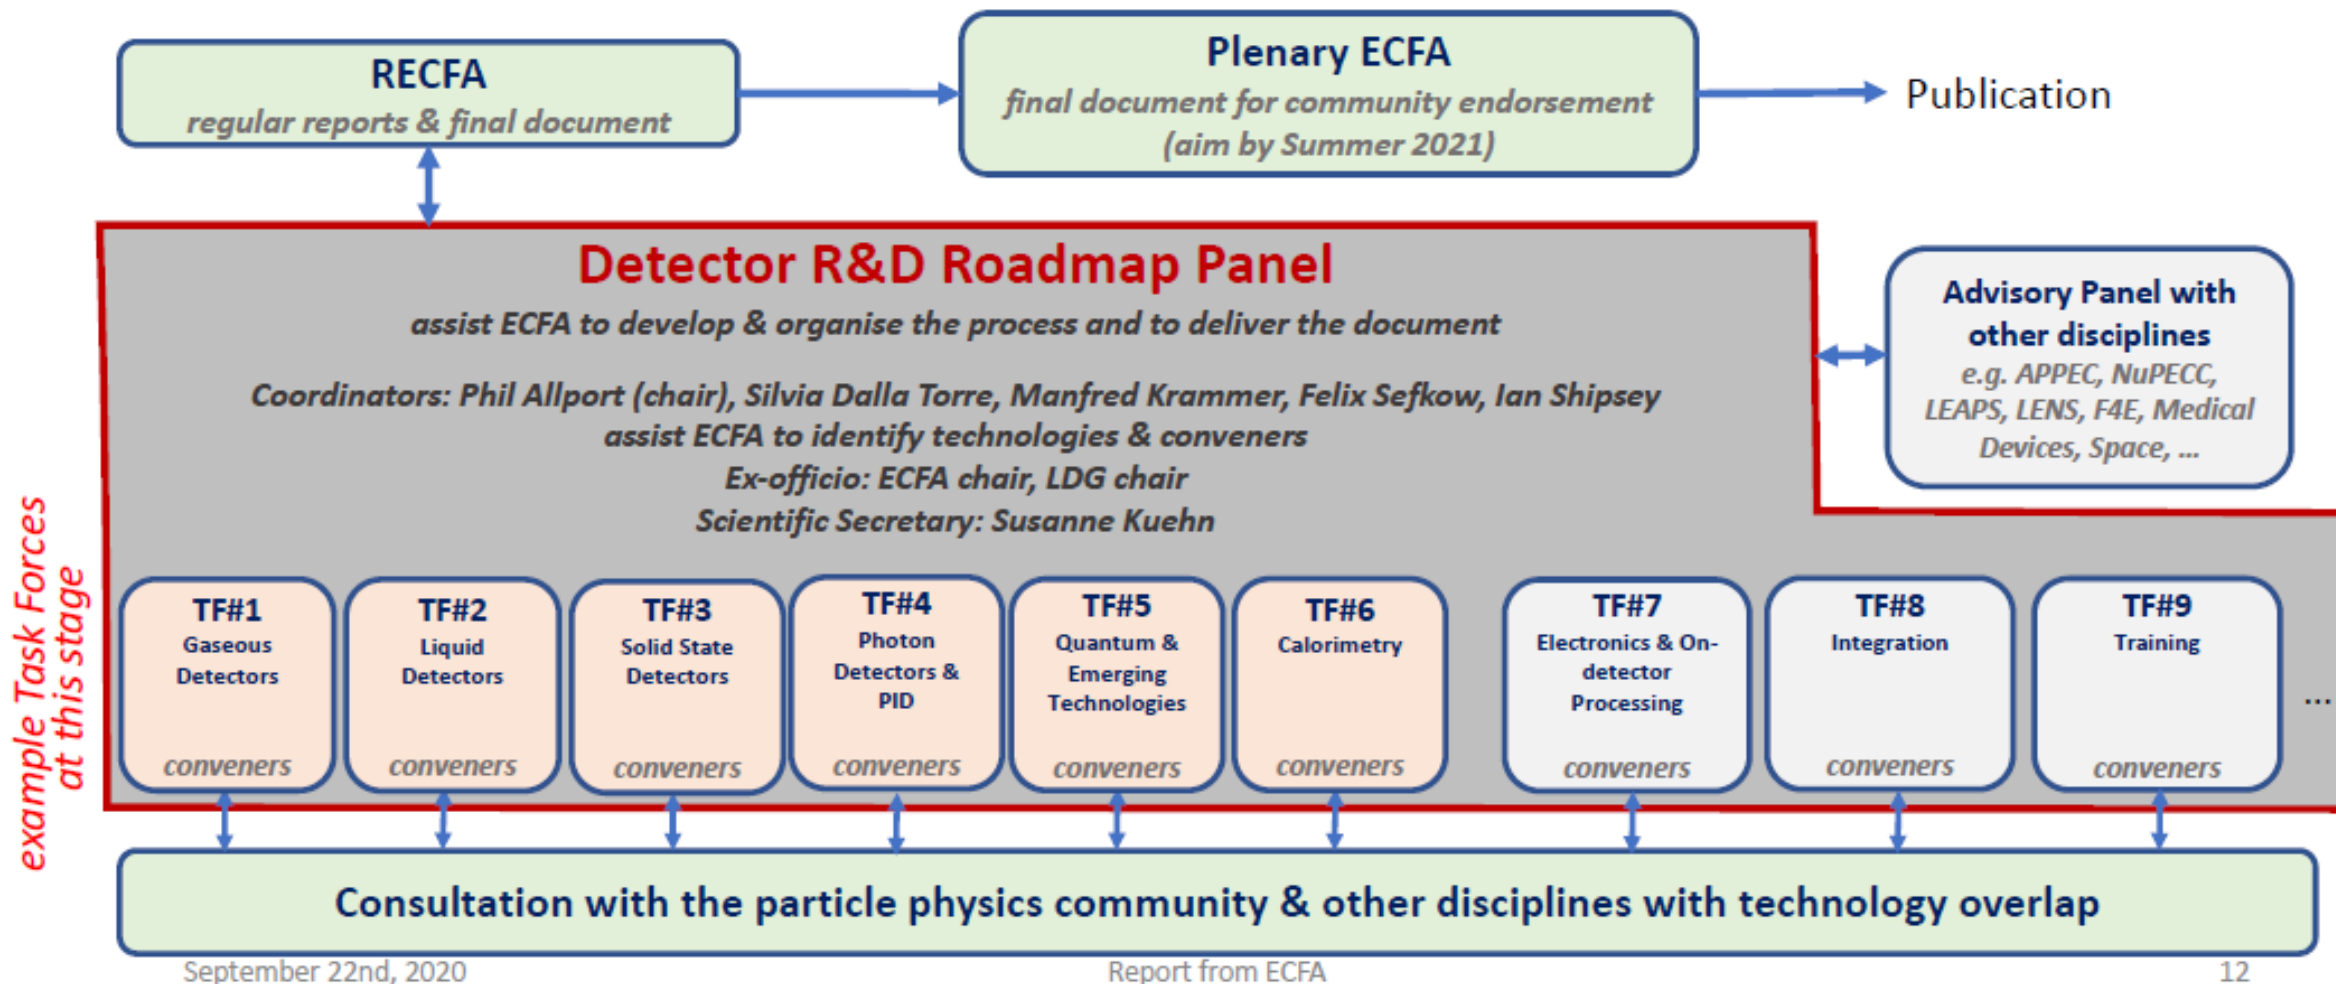 RECFA
regular reports & final document
Plenary ECFA
final document for community endorsement
(aim by Summer 2021)
Publication
Detector R&D Roadmap Panel
assist ECFA to develop & organise the process and to deliver the document
Coordinators: Phil Allport (chair), Silvia Dalla Torre, Manfred Krammer, Felix Sefkow, Ian Shipsey
assist ECFA to identify technologies & conveners
Ex-officio: ECFA chair, LDG chair
Scientific Secretary: Susanne Kuehn
Advisory Panel with
other disciplines
e.g. APPEC, NuPECC,
LEAPS, LENS, F4E, Medical
Devices, Space, ...
example Task Forces
at this stage
TF#1
Gaseous
Detectors
conveners
TF#2
Liquid
Detectors
conveners
TF#3
Solid State
Detectors
conveners
TF#4
Photon
Detectors &
PID
conveners
TF#5
Quantum &
Emerging
Technologies
conveners
TF#6
Calorimetry
conveners
TF#7
Electronics & On-
detector
Processing
conveners
TF#8
Integration
conveners
TF#9
Training
conveners
...
Consultation with the particle physics community & other disciplines with technology overlap
September 22nd, 2020
Report from ECFA
12